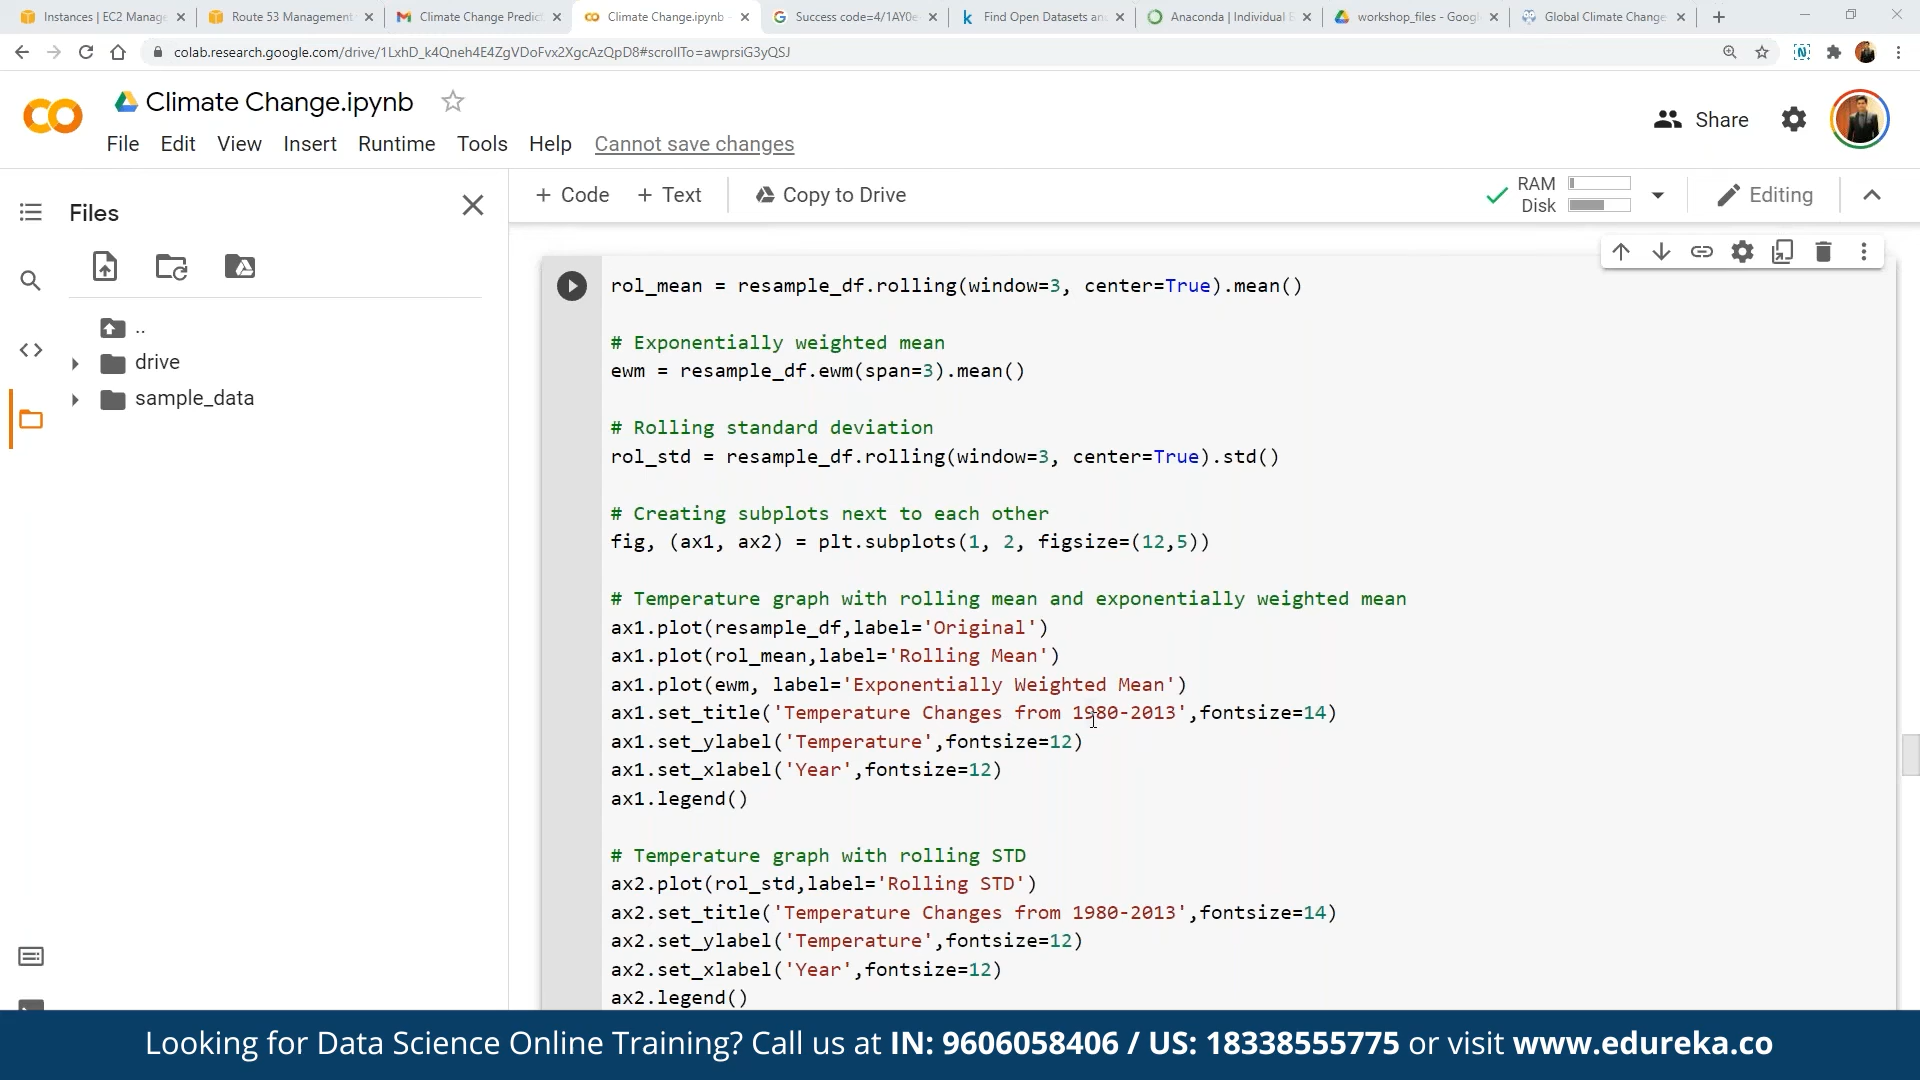 Instances | EC2 Manage
Route 53 Management
Climate Change Predict
Climate Change.ipynb
Success code=4/1AY0e
Find Open Datasets an
Anaconda | Individual E
workshop_files - Googl
Global Climate Change
colab.research.google.com/drive/1LxhD_k4Qneh4E4ZgVDoFvx2XgcAzQpD8#scrollTo=awprsiG3yQSJ
Climate Change.ipynb
File Edit View Insert Runtime Tools Help Cannot save changes
Share
Files
+ Code + Text Copy to Drive
RAM
Disk
Editing
..
drive
sample_data
rol_mean = resample_df.rolling(window=3, center=True).mean()
# Exponentially weighted mean
ewm = resample_df.ewm(span=3).mean()
# Rolling standard deviation
rol_std = resample_df.rolling(window=3, center=True).std()
# Creating subplots next to each other
fig, (ax1, ax2) = plt.subplots(1, 2, figsize=(12,5))
# Temperature graph with rolling mean and exponentially weighted mean
ax1.plot(resample_df,label='Original')
ax1.plot(rol_mean,label='Rolling Mean')
ax1.plot(ewm, label='Exponentially Weighted Mean')
ax1.set_title('Temperature Changes from 1980-2013',fontsize=14)
ax1.set_ylabel('Temperature',fontsize=12)
ax1.set_xlabel('Year',fontsize=12)
ax1.legend()
# Temperature graph with rolling STD
ax2.plot(rol_std,label='Rolling STD')
ax2.set_title('Temperature Changes from 1980-2013',fontsize=14)
ax2.set_ylabel('Temperature',fontsize=12)
ax2.set_xlabel('Year',fontsize=12)
ax2.legend()
Looking for Data Science Online Training? Call us at IN: 9606058406 / US: 18338555775 or visit www.edureka.co